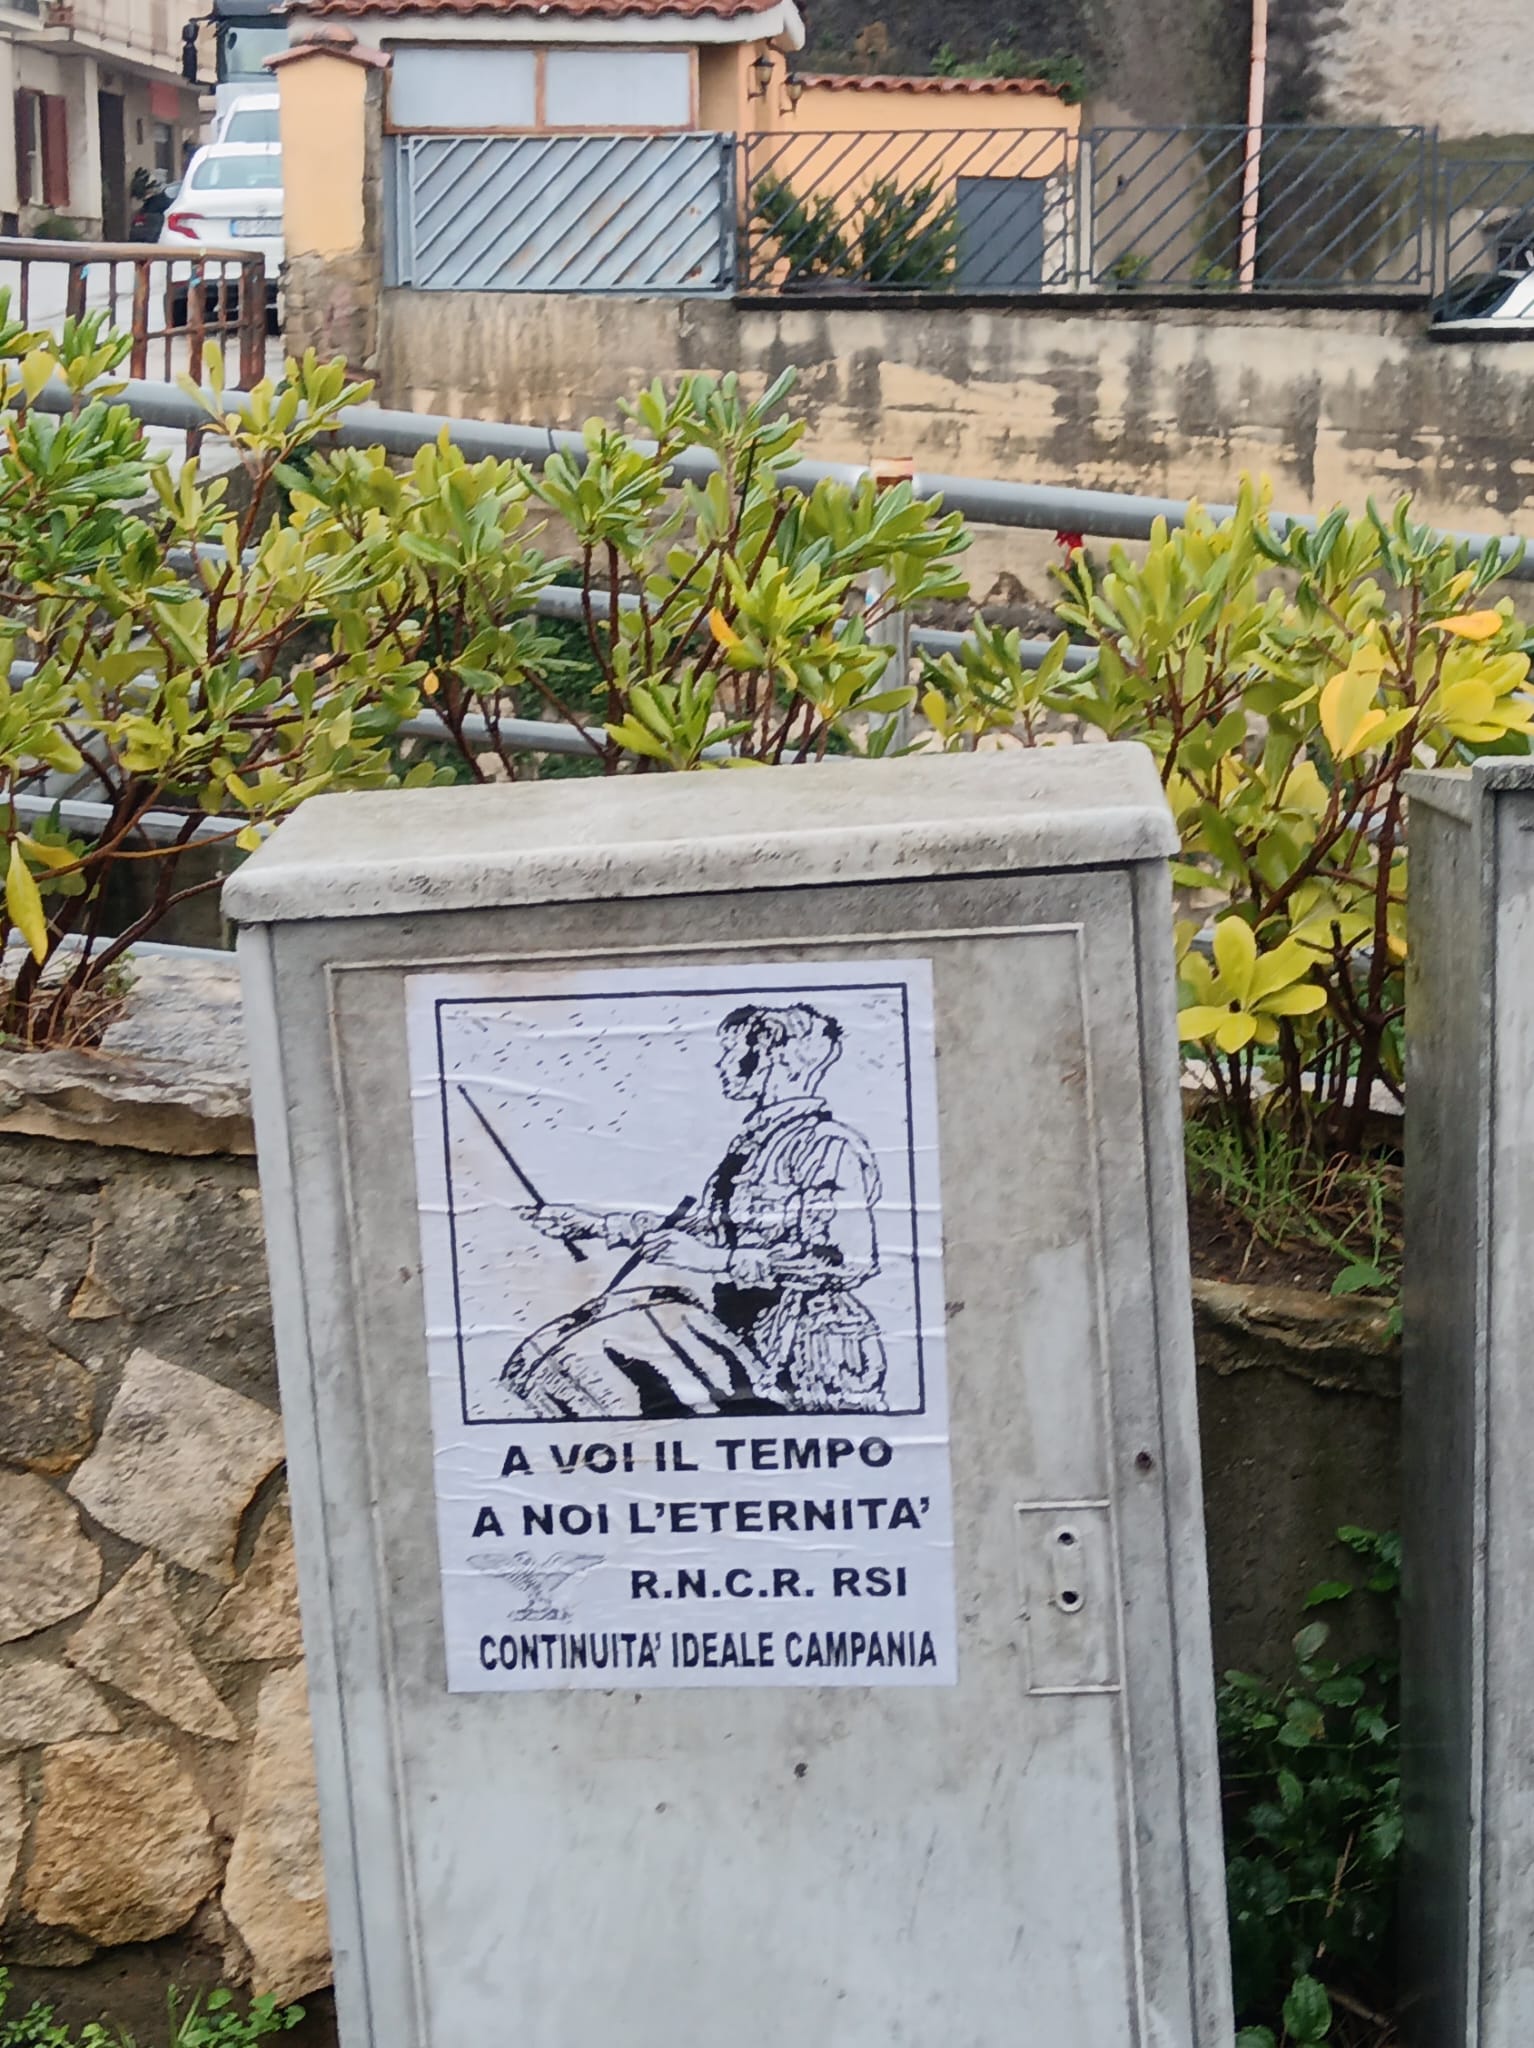 A VOI IL TEMPO
A NOI L'ETERNITA'
R.N.C.R. RSI
CONTINUITA' IDEALE CAMPANIA